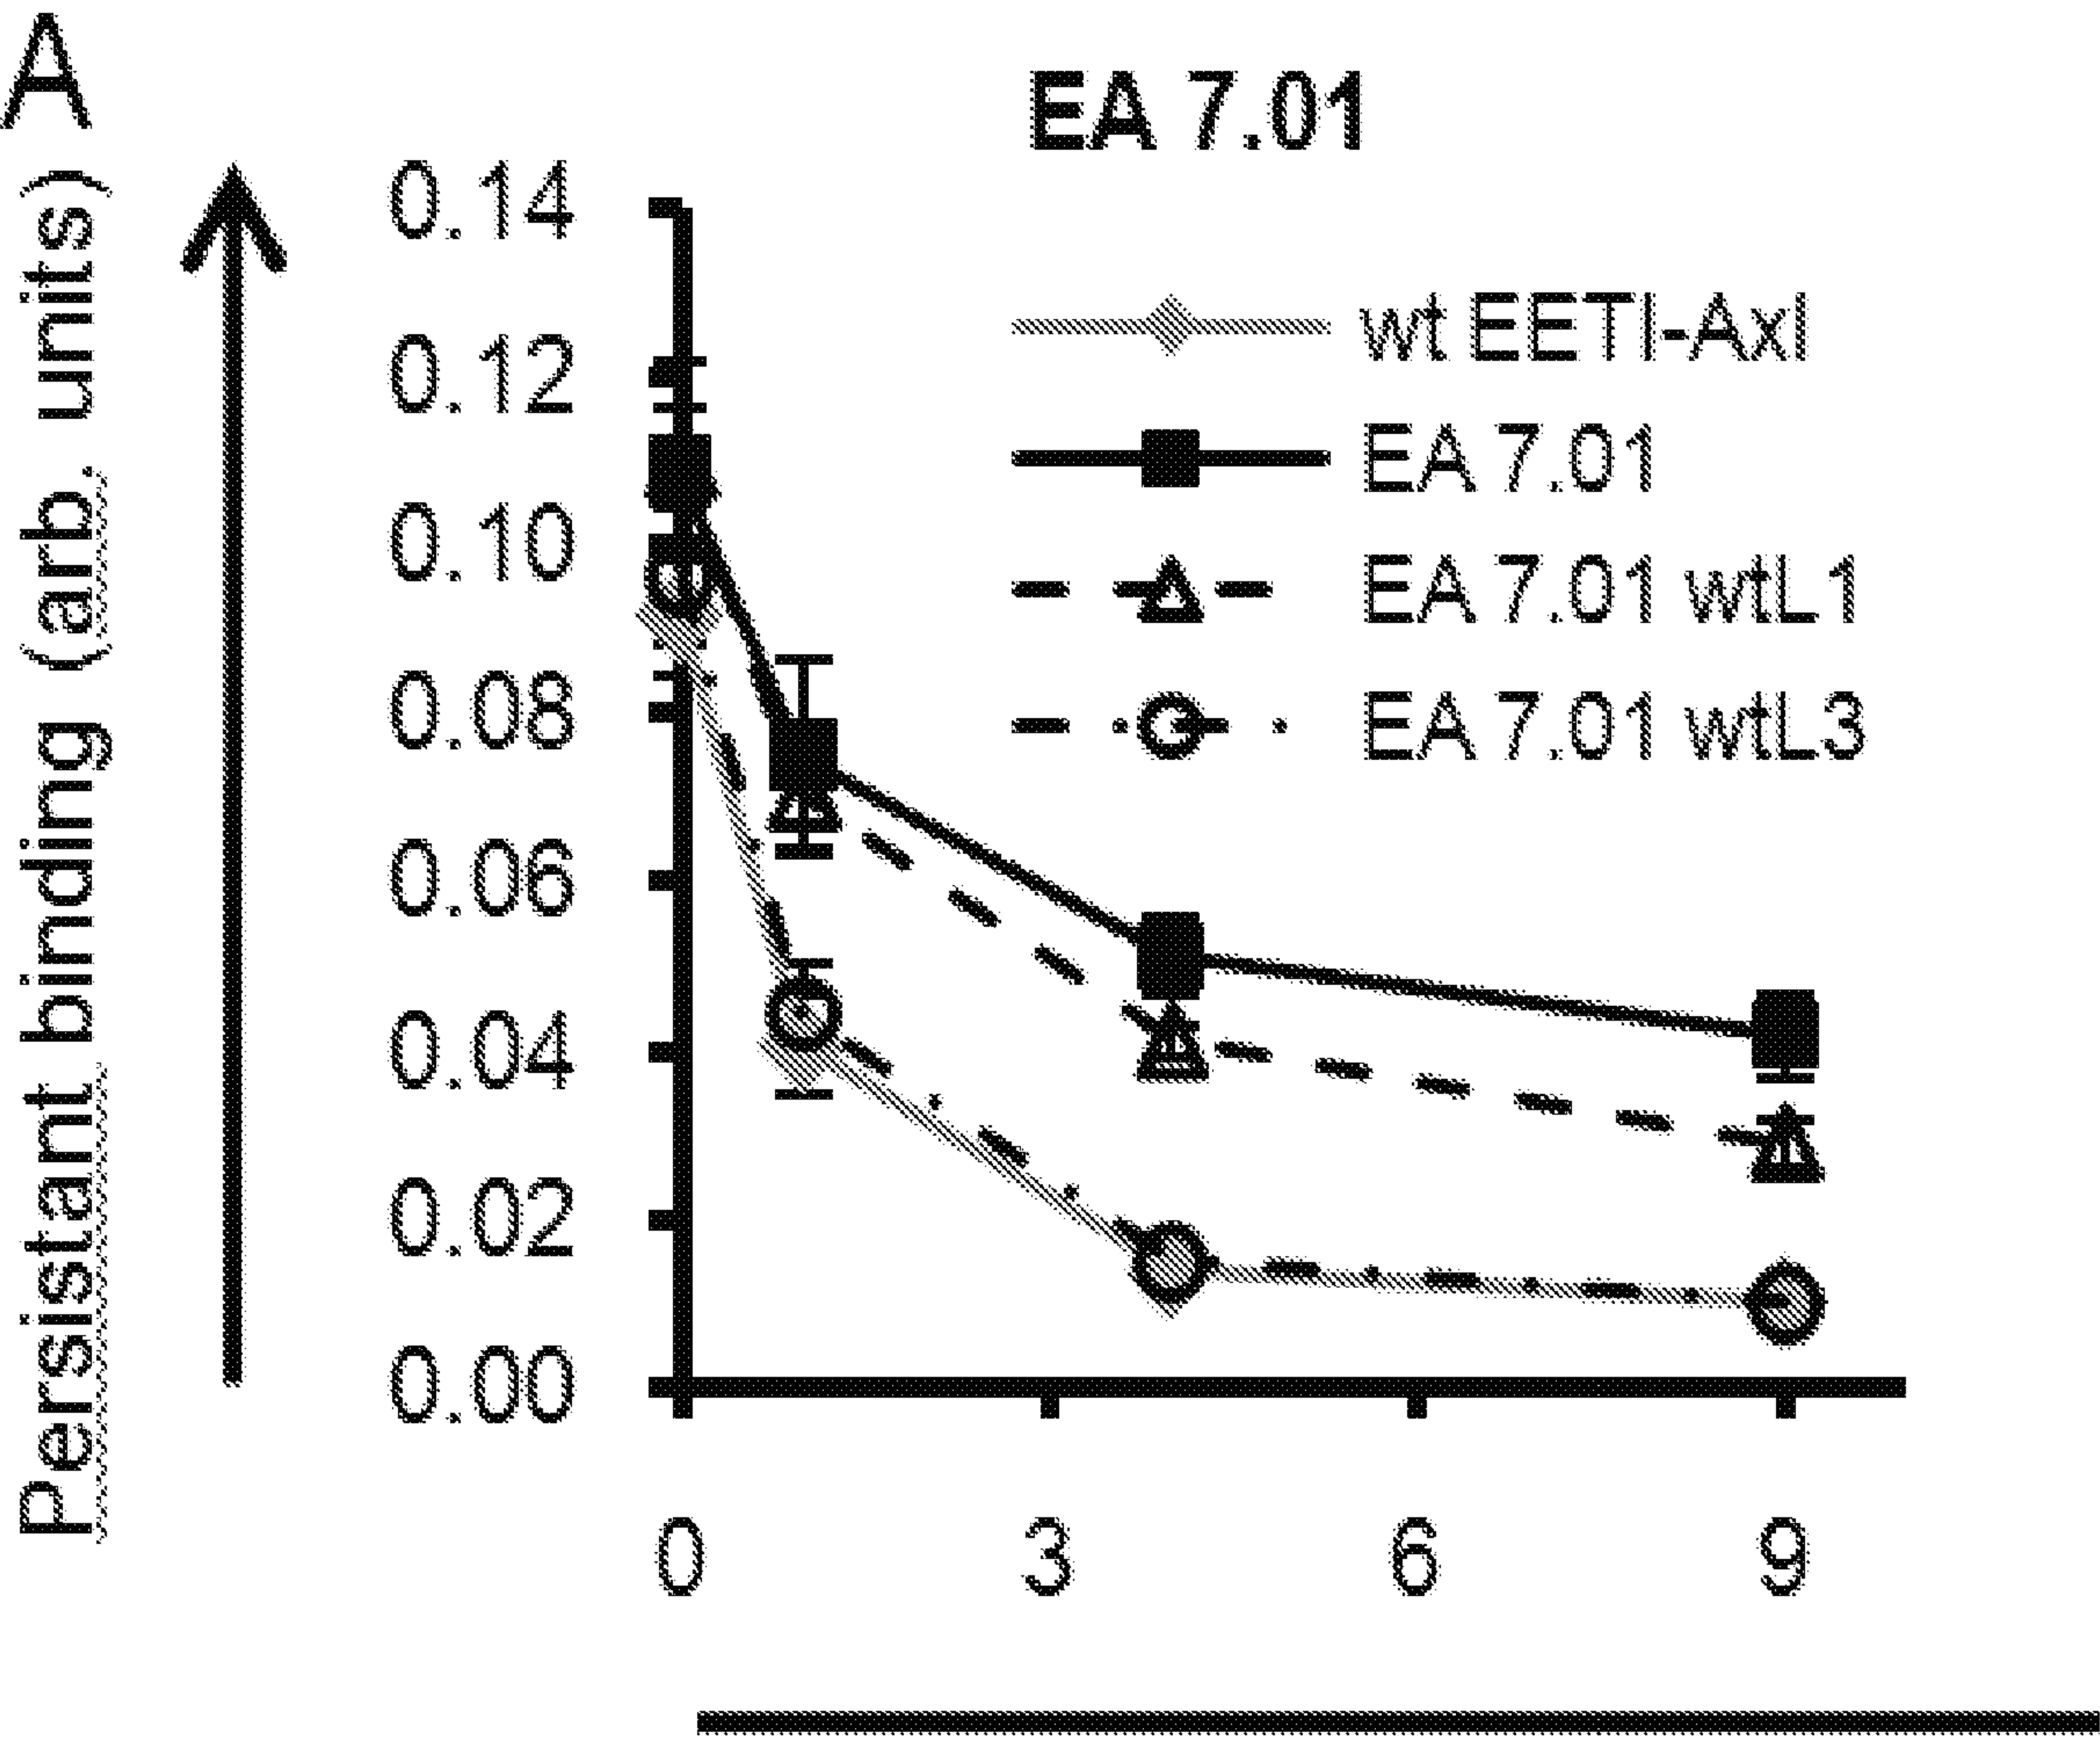 A
EA 7.01
Persistant binding (arb. units)
0.14
0.12
0.10
0.08
0.06
0.04
0.02
0.00
wt EETI-Axl
EA 7.01
EA 7.01 wtL1
EA 7.01 wtL3
0 3 6 9